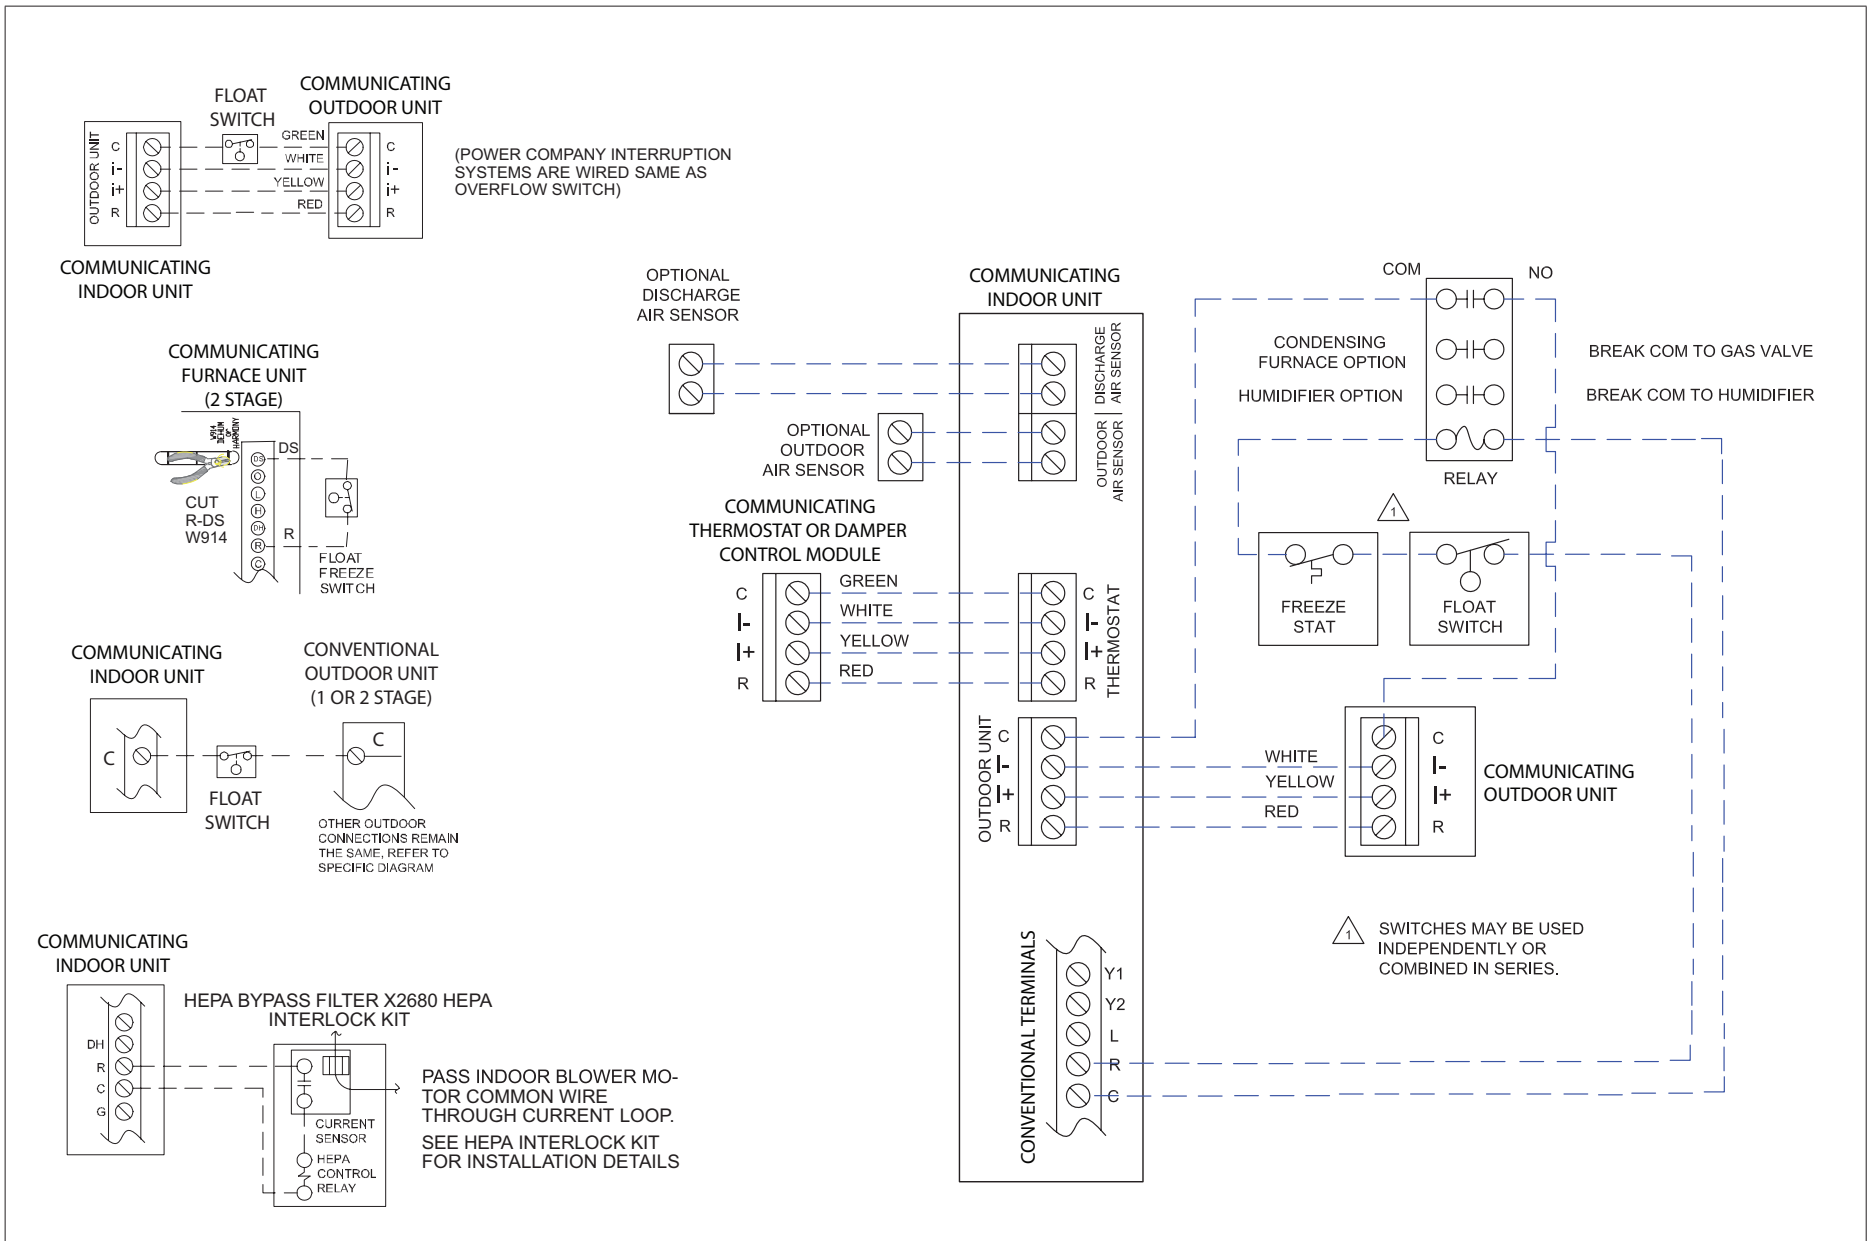 COMMUNICATING
OUTDOOR UNIT
FLOAT
SWITCH
OUTDOOR UNIT
C
i-
i+
R
GREEN
WHITE
YELLOW
RED
C
i-
i+
R
(POWER COMPANY INTERRUPTION
SYSTEMS ARE WIRED SAME AS
OVERFLOW SWITCH)
COMMUNICATING
INDOOR UNIT
COMMUNICATING
FURNACE UNIT
(2 STAGE)
W914
DEHUM
or
HARMONY
DS
DS
O
L
H
DH
R
C
CUT
R-DS
W914
R
FLOAT
FREEZE
SWITCH
COMMUNICATING
INDOOR UNIT
C
FLOAT
SWITCH
CONVENTIONAL
OUTDOOR UNIT
(1 OR 2 STAGE)
C
OTHER OUTDOOR
CONNECTIONS REMAIN
THE SAME, REFER TO
SPECIFIC DIAGRAM
COMMUNICATING
INDOOR UNIT
DH
R
C
G
HEPA BYPASS FILTER X2680 HEPA
INTERLOCK KIT
CURRENT
SENSOR
HEPA
CONTROL
RELAY
PASS INDOOR BLOWER MO-
TOR COMMON WIRE
THROUGH CURRENT LOOP.
SEE HEPA INTERLOCK KIT
FOR INSTALLATION DETAILS
OPTIONAL
DISCHARGE
AIR SENSOR
OPTIONAL
OUTDOOR
AIR SENSOR
COMMUNICATING
THERMOSTAT OR DAMPER
CONTROL MODULE
C
I-
I+
R
GREEN
WHITE
YELLOW
RED
COMMUNICATING
INDOOR UNIT
DISCHARGE
AIR SENSOR
OUTDOOR
AIR SENSOR
C
I-
I+
R
THERMOSTAT
OUTDOOR UNIT
C
I-
I+
R
CONVENTIONAL TERMINALS
Y1
Y2
L
R
C
COM
NO
CONDENSING
FURNACE OPTION
BREAK COM TO GAS VALVE
HUMIDIFIER OPTION
BREAK COM TO HUMIDIFIER
RELAY
1
FREEZE
STAT
FLOAT
SWITCH
WHITE
YELLOW
RED
C
I-
I+
R
COMMUNICATING
OUTDOOR UNIT
1
SWITCHES MAY BE USED
INDEPENDENTLY OR
COMBINED IN SERIES.